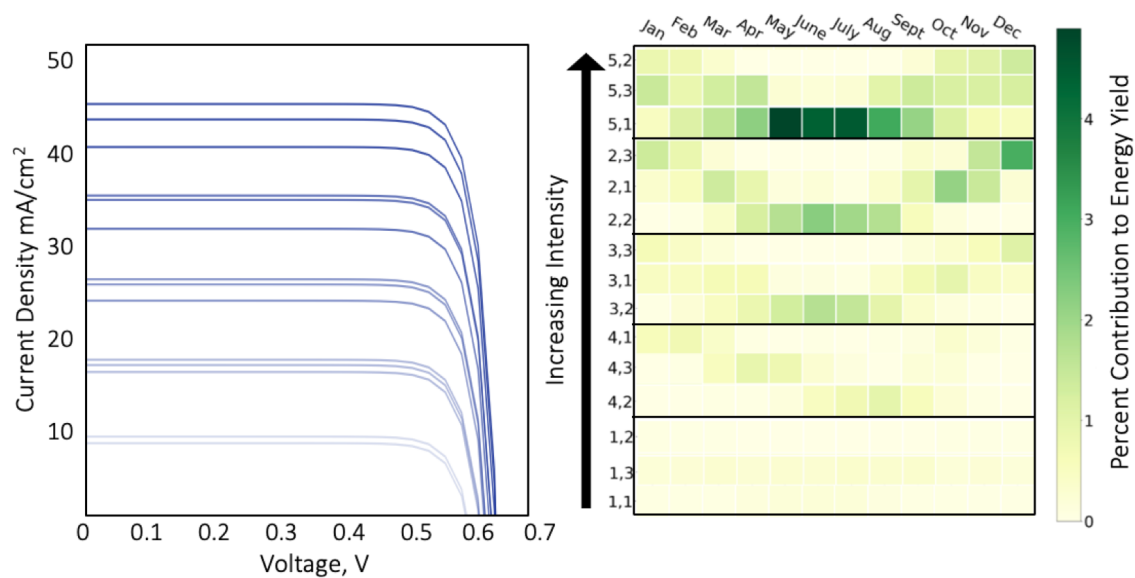 50
40
30
20
10
Current Density mA/cm²
0
0.1
0.2
0.3
0.4
0.5
0.6
0.7
Voltage, V
Increasing Intensity
Jan
Feb
Mar
Apr
May
June
July
Aug
Sept
Oct
Nov
Dec
5,2
5,3
5,1
2,3
2,1
2,2
3,3
3,1
3,2
4,1
4,3
4,2
1,2
1,3
1,1
4
3
2
1
0
Percent Contribution to Energy Yield